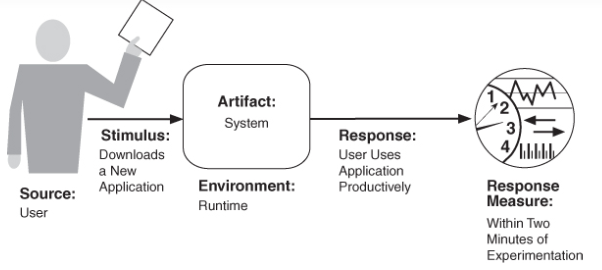 Source:
User
Stimulus:
Downloads
a New
Application
Artifact:
System
Environment:
Runtime
Response:
User Uses
Application
Productively
1
2
3
4
Response
Measure:
Within Two
Minutes of
Experimentation